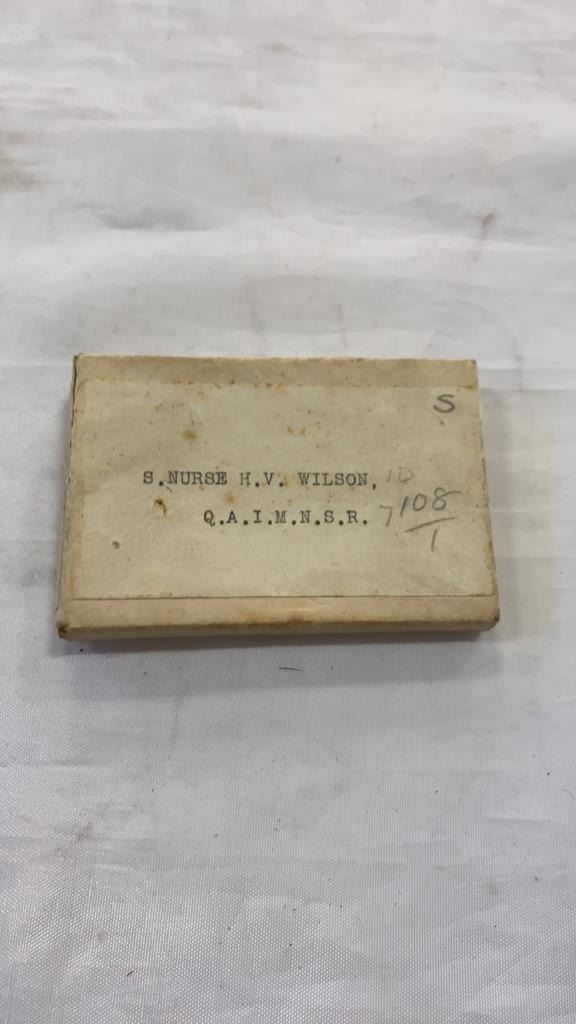 S
S.NURSE H.V. WILSON, 10
Q.A.I.M.N.S.R. 7108
1